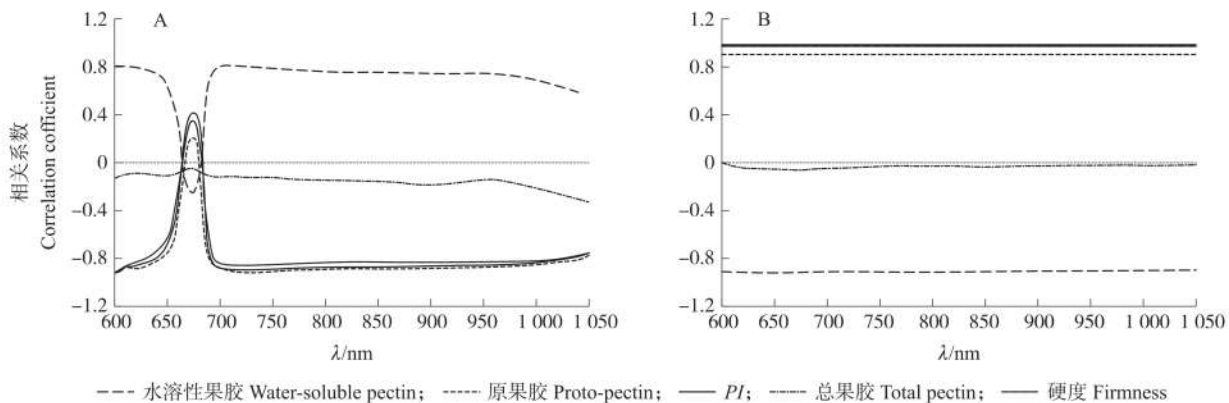 1.2
0.8
0.4
0
−0.4
−0.8
−1.2
相关系数
Correlation cofficient
A
600 650 700 750 800 850 900 950 1 000 1 050
λ/nm
1.2
0.8
0.4
0
−0.4
−0.8
−1.2
B
600 650 700 750 800 850 900 950 1 000 1 050
λ/nm
水溶性果胶 Water-soluble pectin; 原果胶 Proto-pectin; PI; 总果胶 Total pectin; 硬度 Firmness